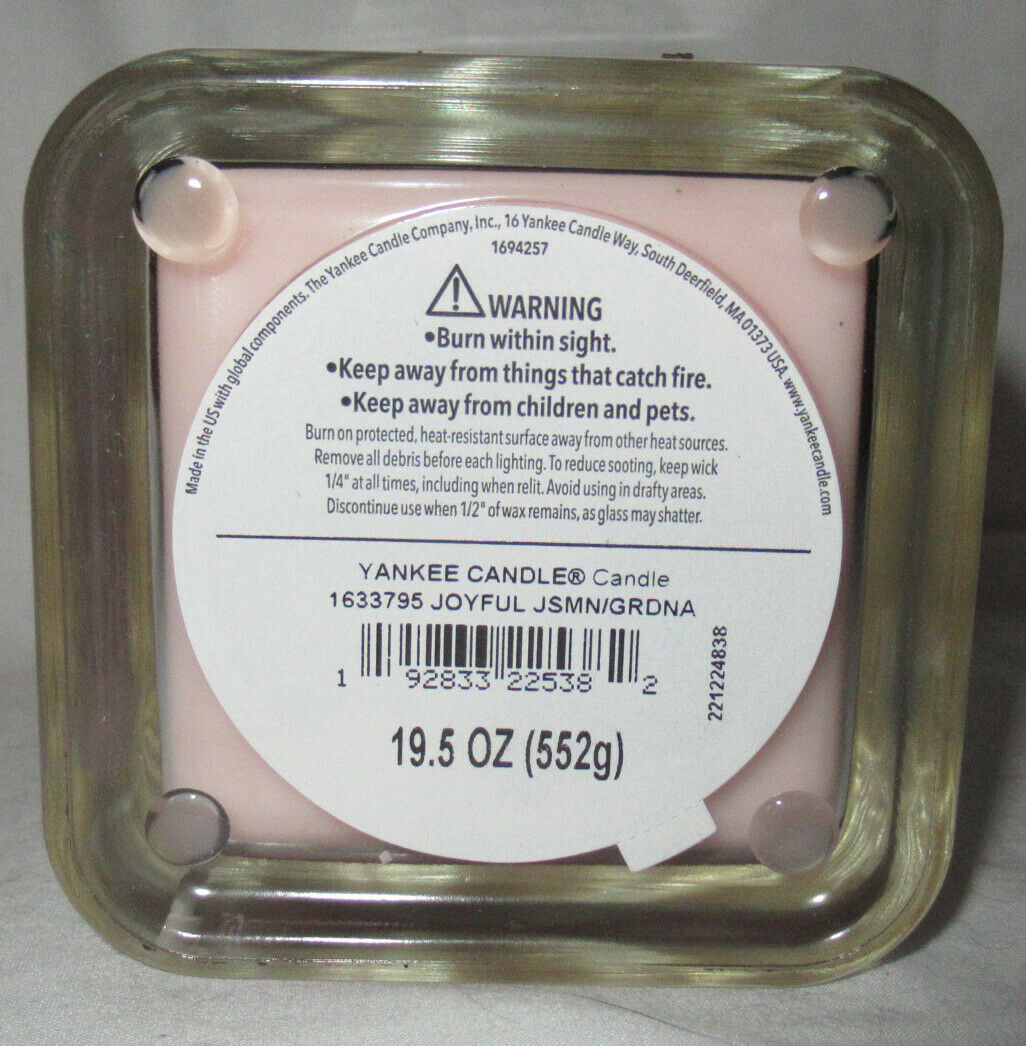 Made in the US with global components. The Yankee Candle Company, Inc., 16 Yankee Candle Way, South Deerfield, MA 01373 USA. www.yankeecandle.com
1694257
WARNING
•Burn within sight.
•Keep away from things that catch fire.
•Keep away from children and pets.
Burn on protected, heat-resistant surface away from other heat sources.
Remove all debris before each lighting. To reduce sooting, keep wick
1/4" at all times, including when relit. Avoid using in drafty areas.
Discontinue use when 1/2" of wax remains, as glass may shatter.
YANKEE CANDLE® Candle
1633795 JOYFUL JSMN/GRDNA
1 92833 22538 2
221224838
19.5 OZ (552g)